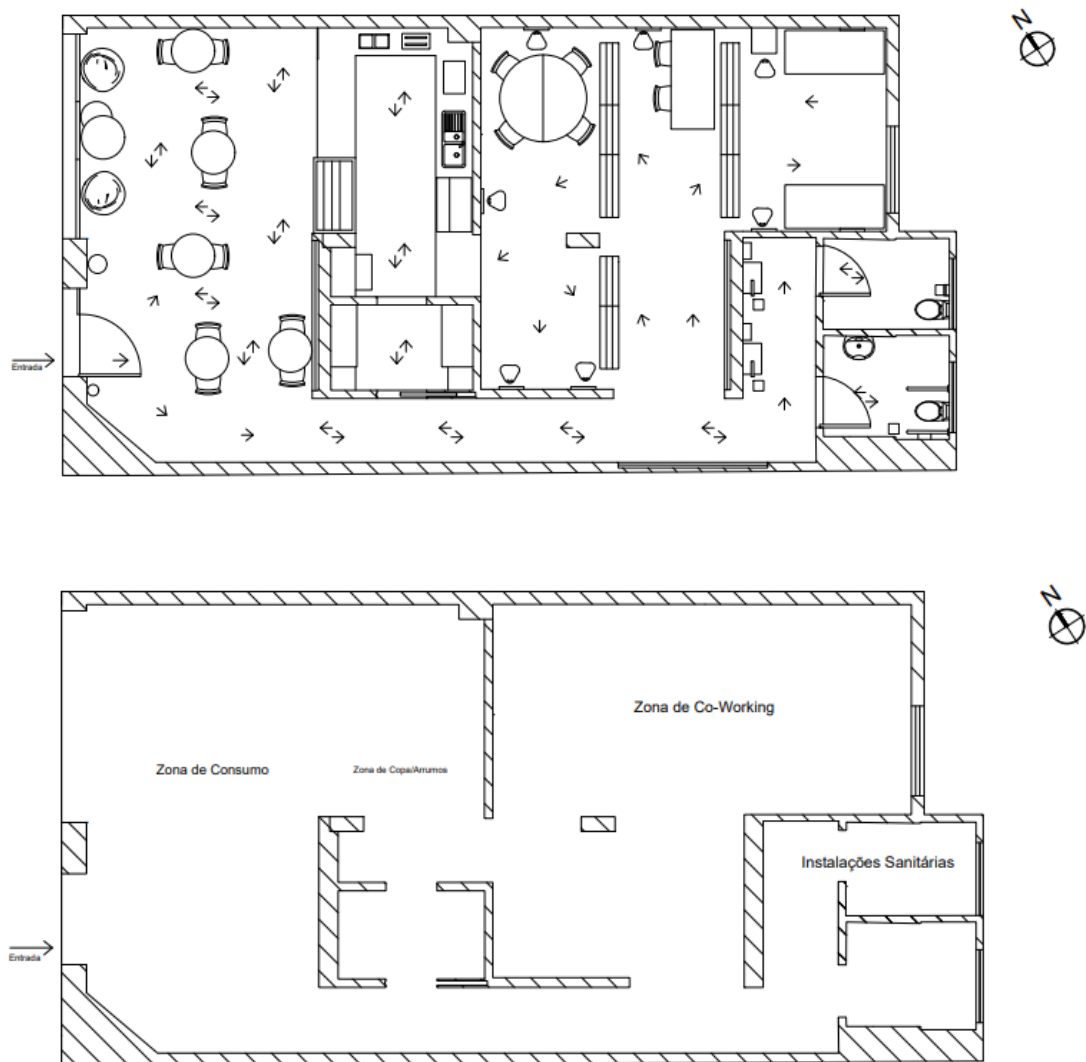 N
Entrada
N
Zona de Co-Working
Zona de Consumo
Zona de Copa/Arrumos
Instalações Sanitárias
Entrada